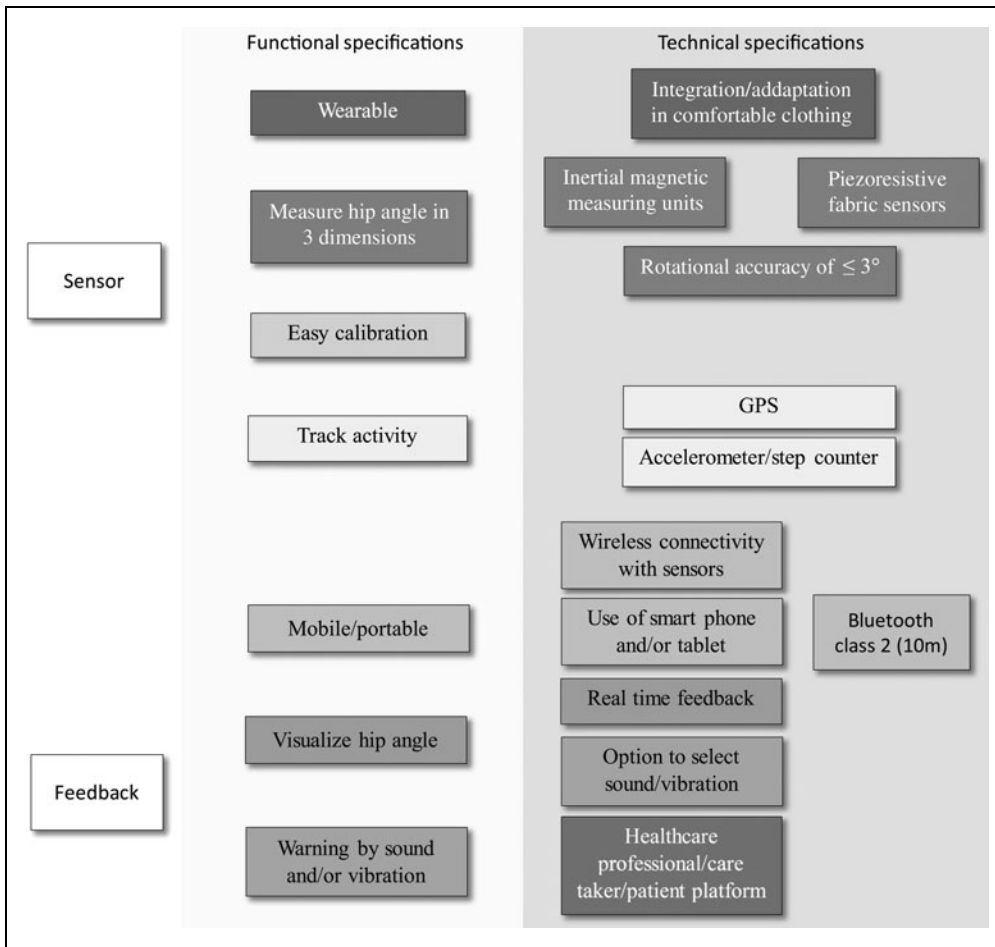 Functional specifications
Technical specifications
Wearable
Integration/addaptation
in comfortable clothing
Inertial magnetic
measuring units
Piezoresistive
fabric sensors
Measure hip angle in
3 dimensions
Rotational accuracy of ≤ 3°
Sensor
Easy calibration
GPS
Track activity
Accelerometer/step counter
Wireless connectivity
with sensors
Mobile/portable
Use of smart phone
and/or tablet
Bluetooth
class 2 (10m)
Real time feedback
Visualize hip angle
Option to select
sound/vibration
Feedback
Warning by sound
and/or vibration
Healthcare
professional/care
taker/patient platform